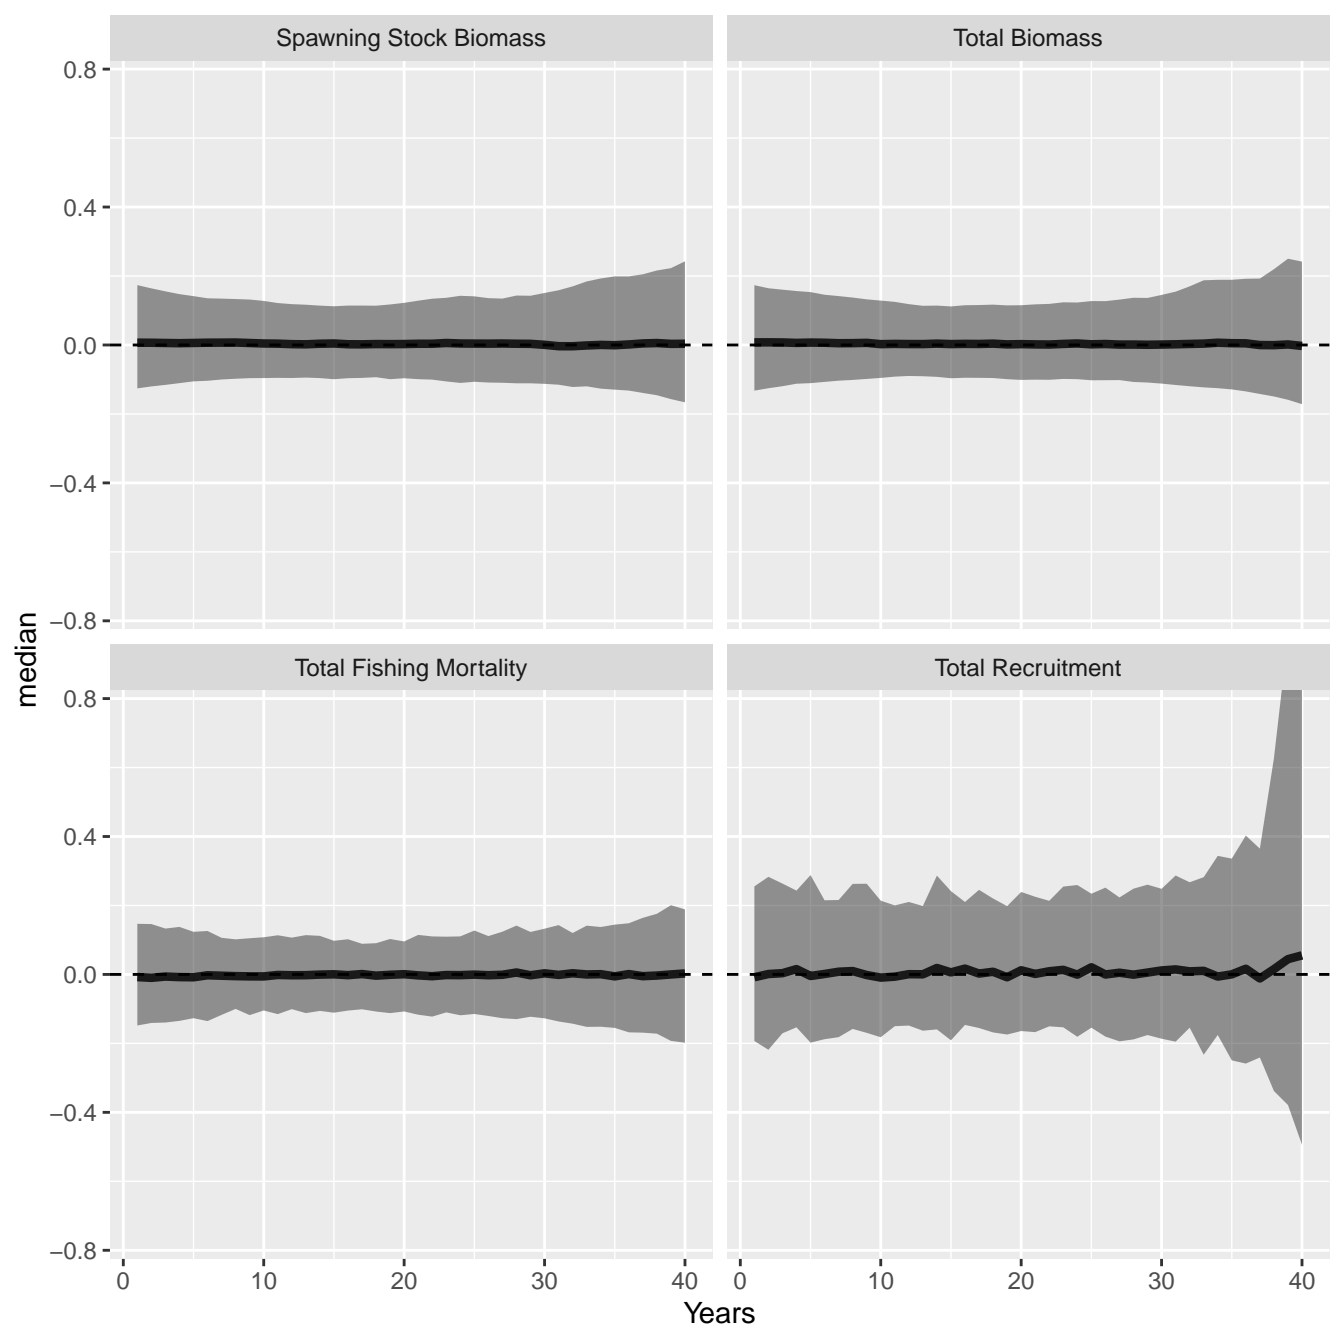 Spawning Stock Biomass
Total Biomass
0.8
0.4
0.0
−0.4
−0.8
median
Total Fishing Mortality
Total Recruitment
0.8
0.4
0.0
−0.4
−0.8
0 10 20 30 40
0 10 20 30 40
Years